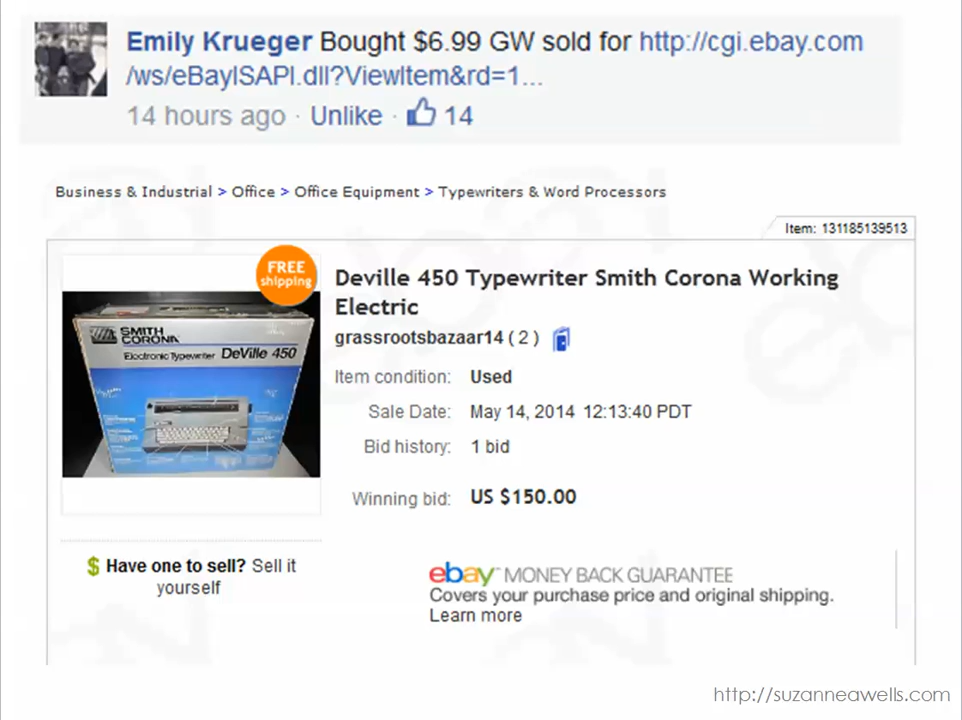 Emily Krueger Bought $6.99 GW sold for http://cgi.ebay.com
/ws/eBayISAPI.dll?ViewItem&rd=1...
14 hours ago · Unlike · 14
Business & Industrial > Office > Office Equipment > Typewriters & Word Processors
Item: 131185139513
FREE
shipping
SMITH
CORONA
Electronic Typewriter DeVille 450
Deville 450 Typewriter Smith Corona Working
Electric
grassrootsbazaar14 ( 2 )
Item condition: Used
Sale Date: May 14, 2014 12:13:40 PDT
Bid history: 1 bid
Winning bid: US $150.00
$ Have one to sell? Sell it
yourself
ebay™ MONEY BACK GUARANTEE
Covers your purchase price and original shipping.
Learn more
http://suzanneawells.com